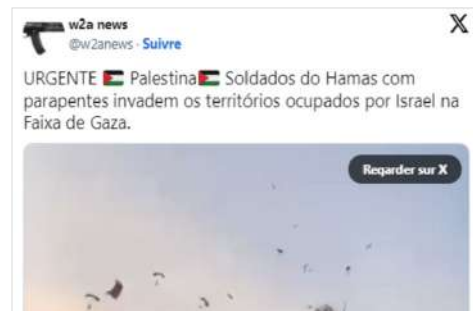 w2a news
@w2anews · Suivre
URGENTE 🇵🇸 Palestina🇵🇸 Soldados do Hamas com
parapentes invadem os territórios ocupados por Israel na
Faixa de Gaza.
Regarder sur X